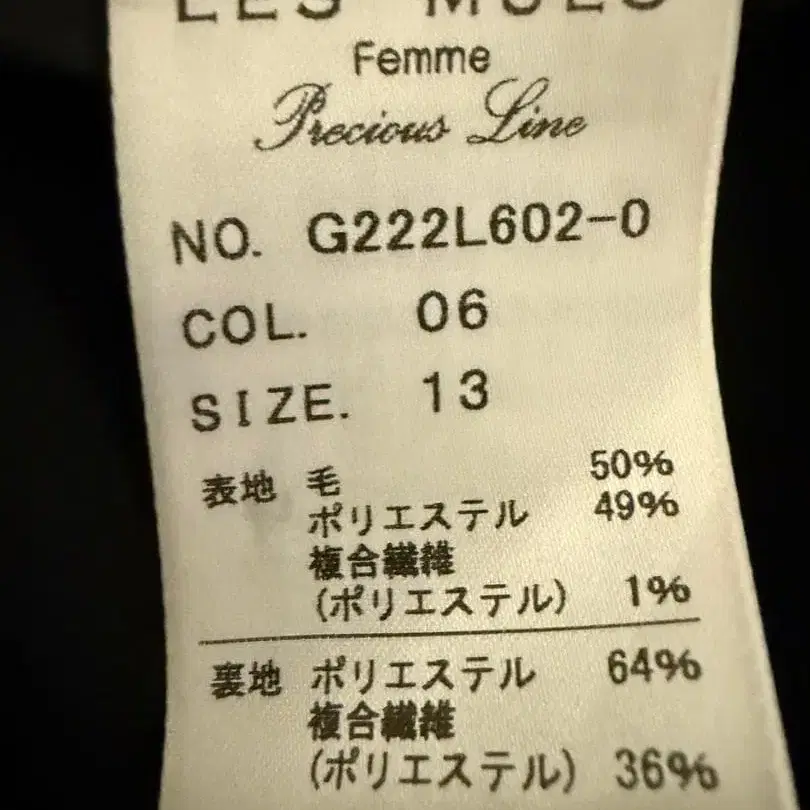 LES MUES
Femme
Precious Line
NO. G222L602-0
COL. 06
SIZE. 13
表地 毛 50%
ポリエステル 49%
複合繊維
(ポリエステル) 1%
裏地 ポリエステル 64%
複合繊維
(ポリエステル) 36%